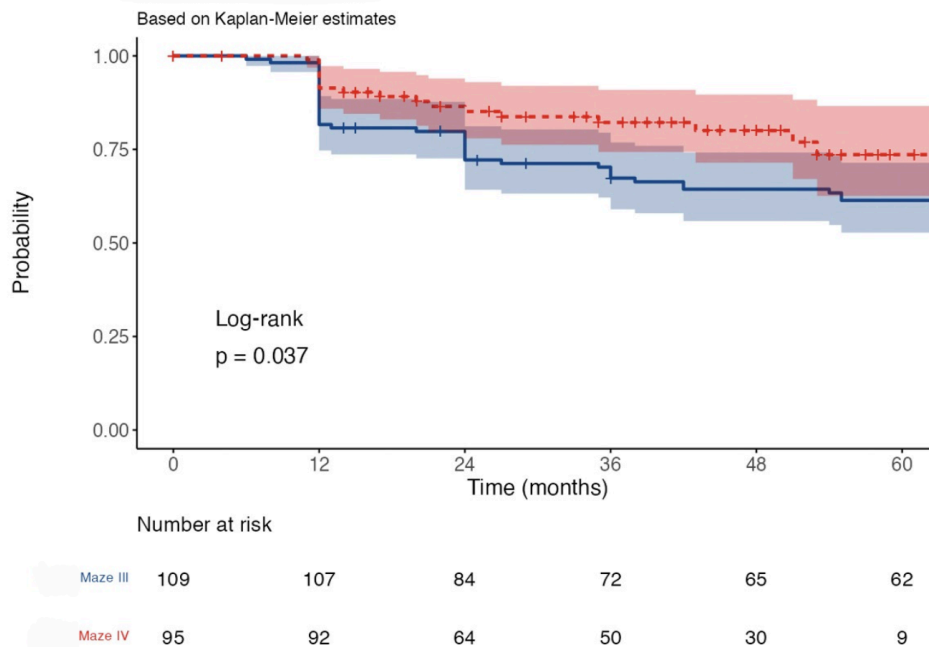 Based on Kaplan-Meier estimates
1.00
0.75
0.50
0.25
0.00
Probability
Log-rank
p = 0.037
0 12 24 36 48 60
Time (months)
Number at risk
Maze III 109 107 84 72 65 62
Maze IV 95 92 64 50 30 9